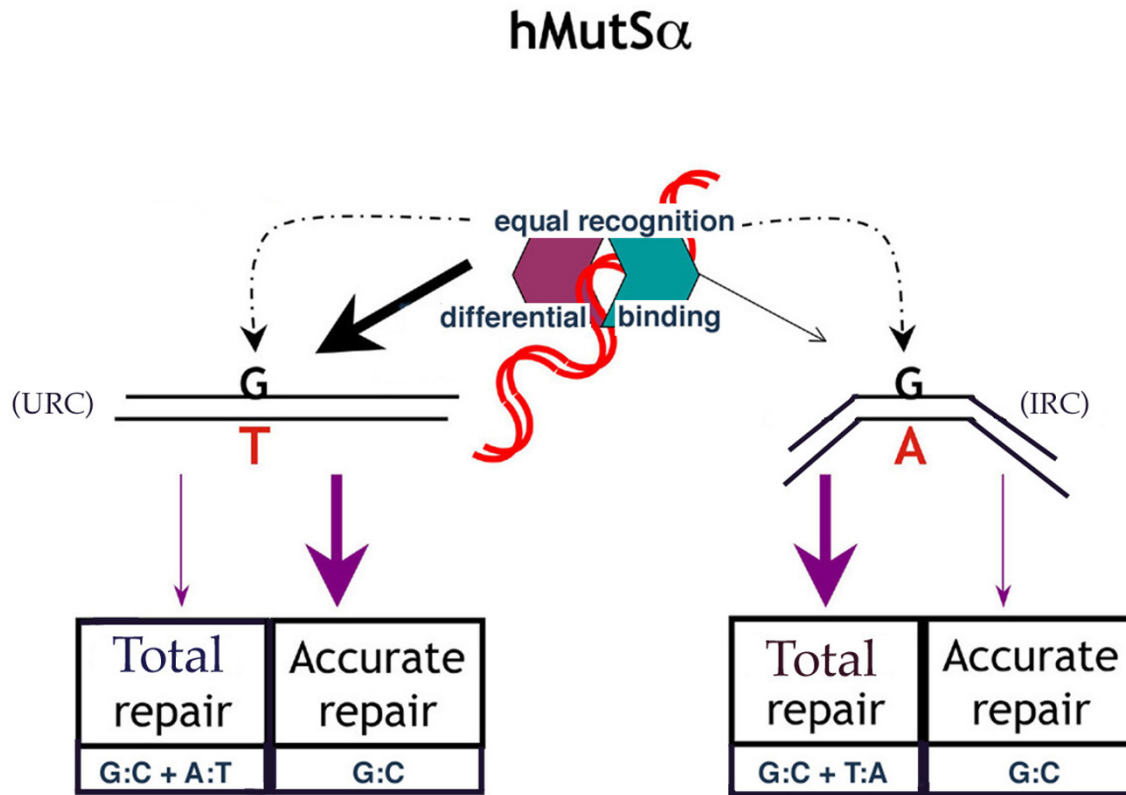 hMutSα
equal recognition
differential binding
G
G
(URC)
(IRC)
T
A
Total repair
Accurate repair
Total repair
Accurate repair
G:C + A:T
G:C
G:C + T:A
G:C